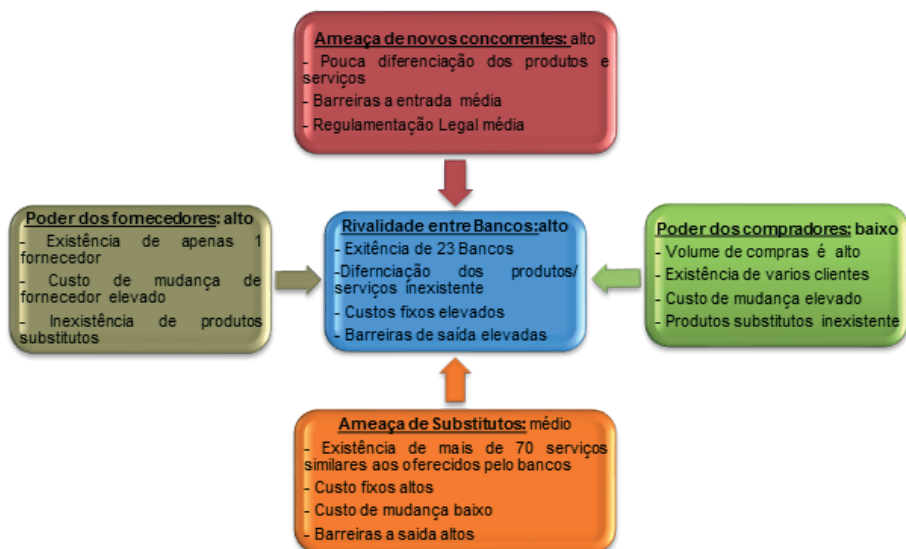 Ameaça de novos concorrentes: alto
- Pouca diferenciação dos produtos e
serviços
- Barreiras a entrada média
- Regulamentação Legal média
Poder dos fornecedores: alto
- Existência de apenas 1
fornecedor
- Custo de mudança de
fornecedor elevado
- Inexistência de produtos
substitutos
Rivalidade entre Bancos:alto
- Exitência de 23 Bancos
-Difernciação dos produtos/
serviços inexistente
- Custos fixos elevados
- Barreiras de saída elevadas
Poder dos compradores: baixo
- Volume de compras é alto
- Existência de varios clientes
- Custo de mudança elevado
- Produtos substitutos inexistente
Ameaça de Substitutos: médio
- Existência de mais de 70 serviços
similares aos oferecidos pelo bancos
- Custo fixos altos
- Custo de mudança baixo
- Barreiras a saida altos